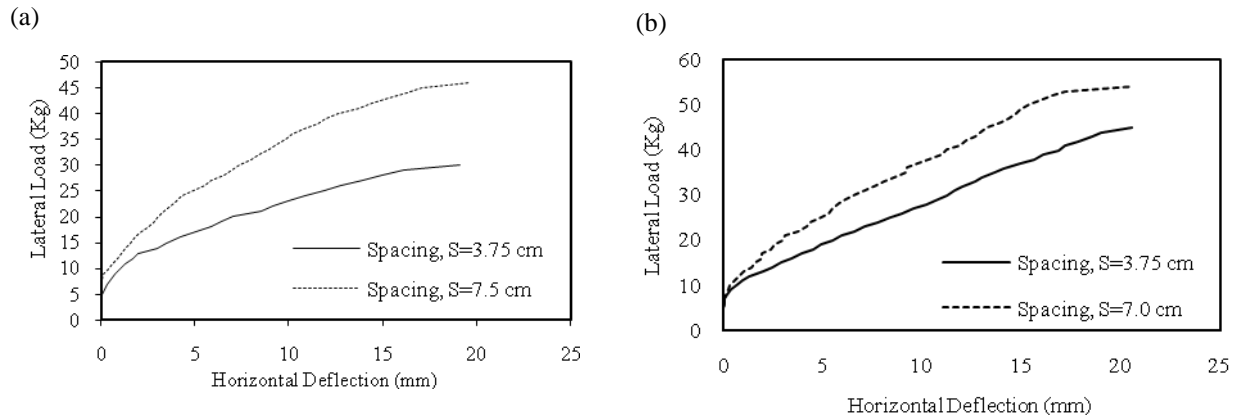 (a)
50
45
40
35
30
25
20
15
10
5
0
Lateral Load (Kg)
Spacing, S=3.75 cm
Spacing, S=7.5 cm
0 5 10 15 20 25
Horizontal Deflection (mm)
(b)
60
50
40
30
20
10
0
Lateral Load (Kg)
Spacing, S=3.75 cm
Spacing, S=7.0 cm
0 5 10 15 20 25
Horizontal Deflection (mm)